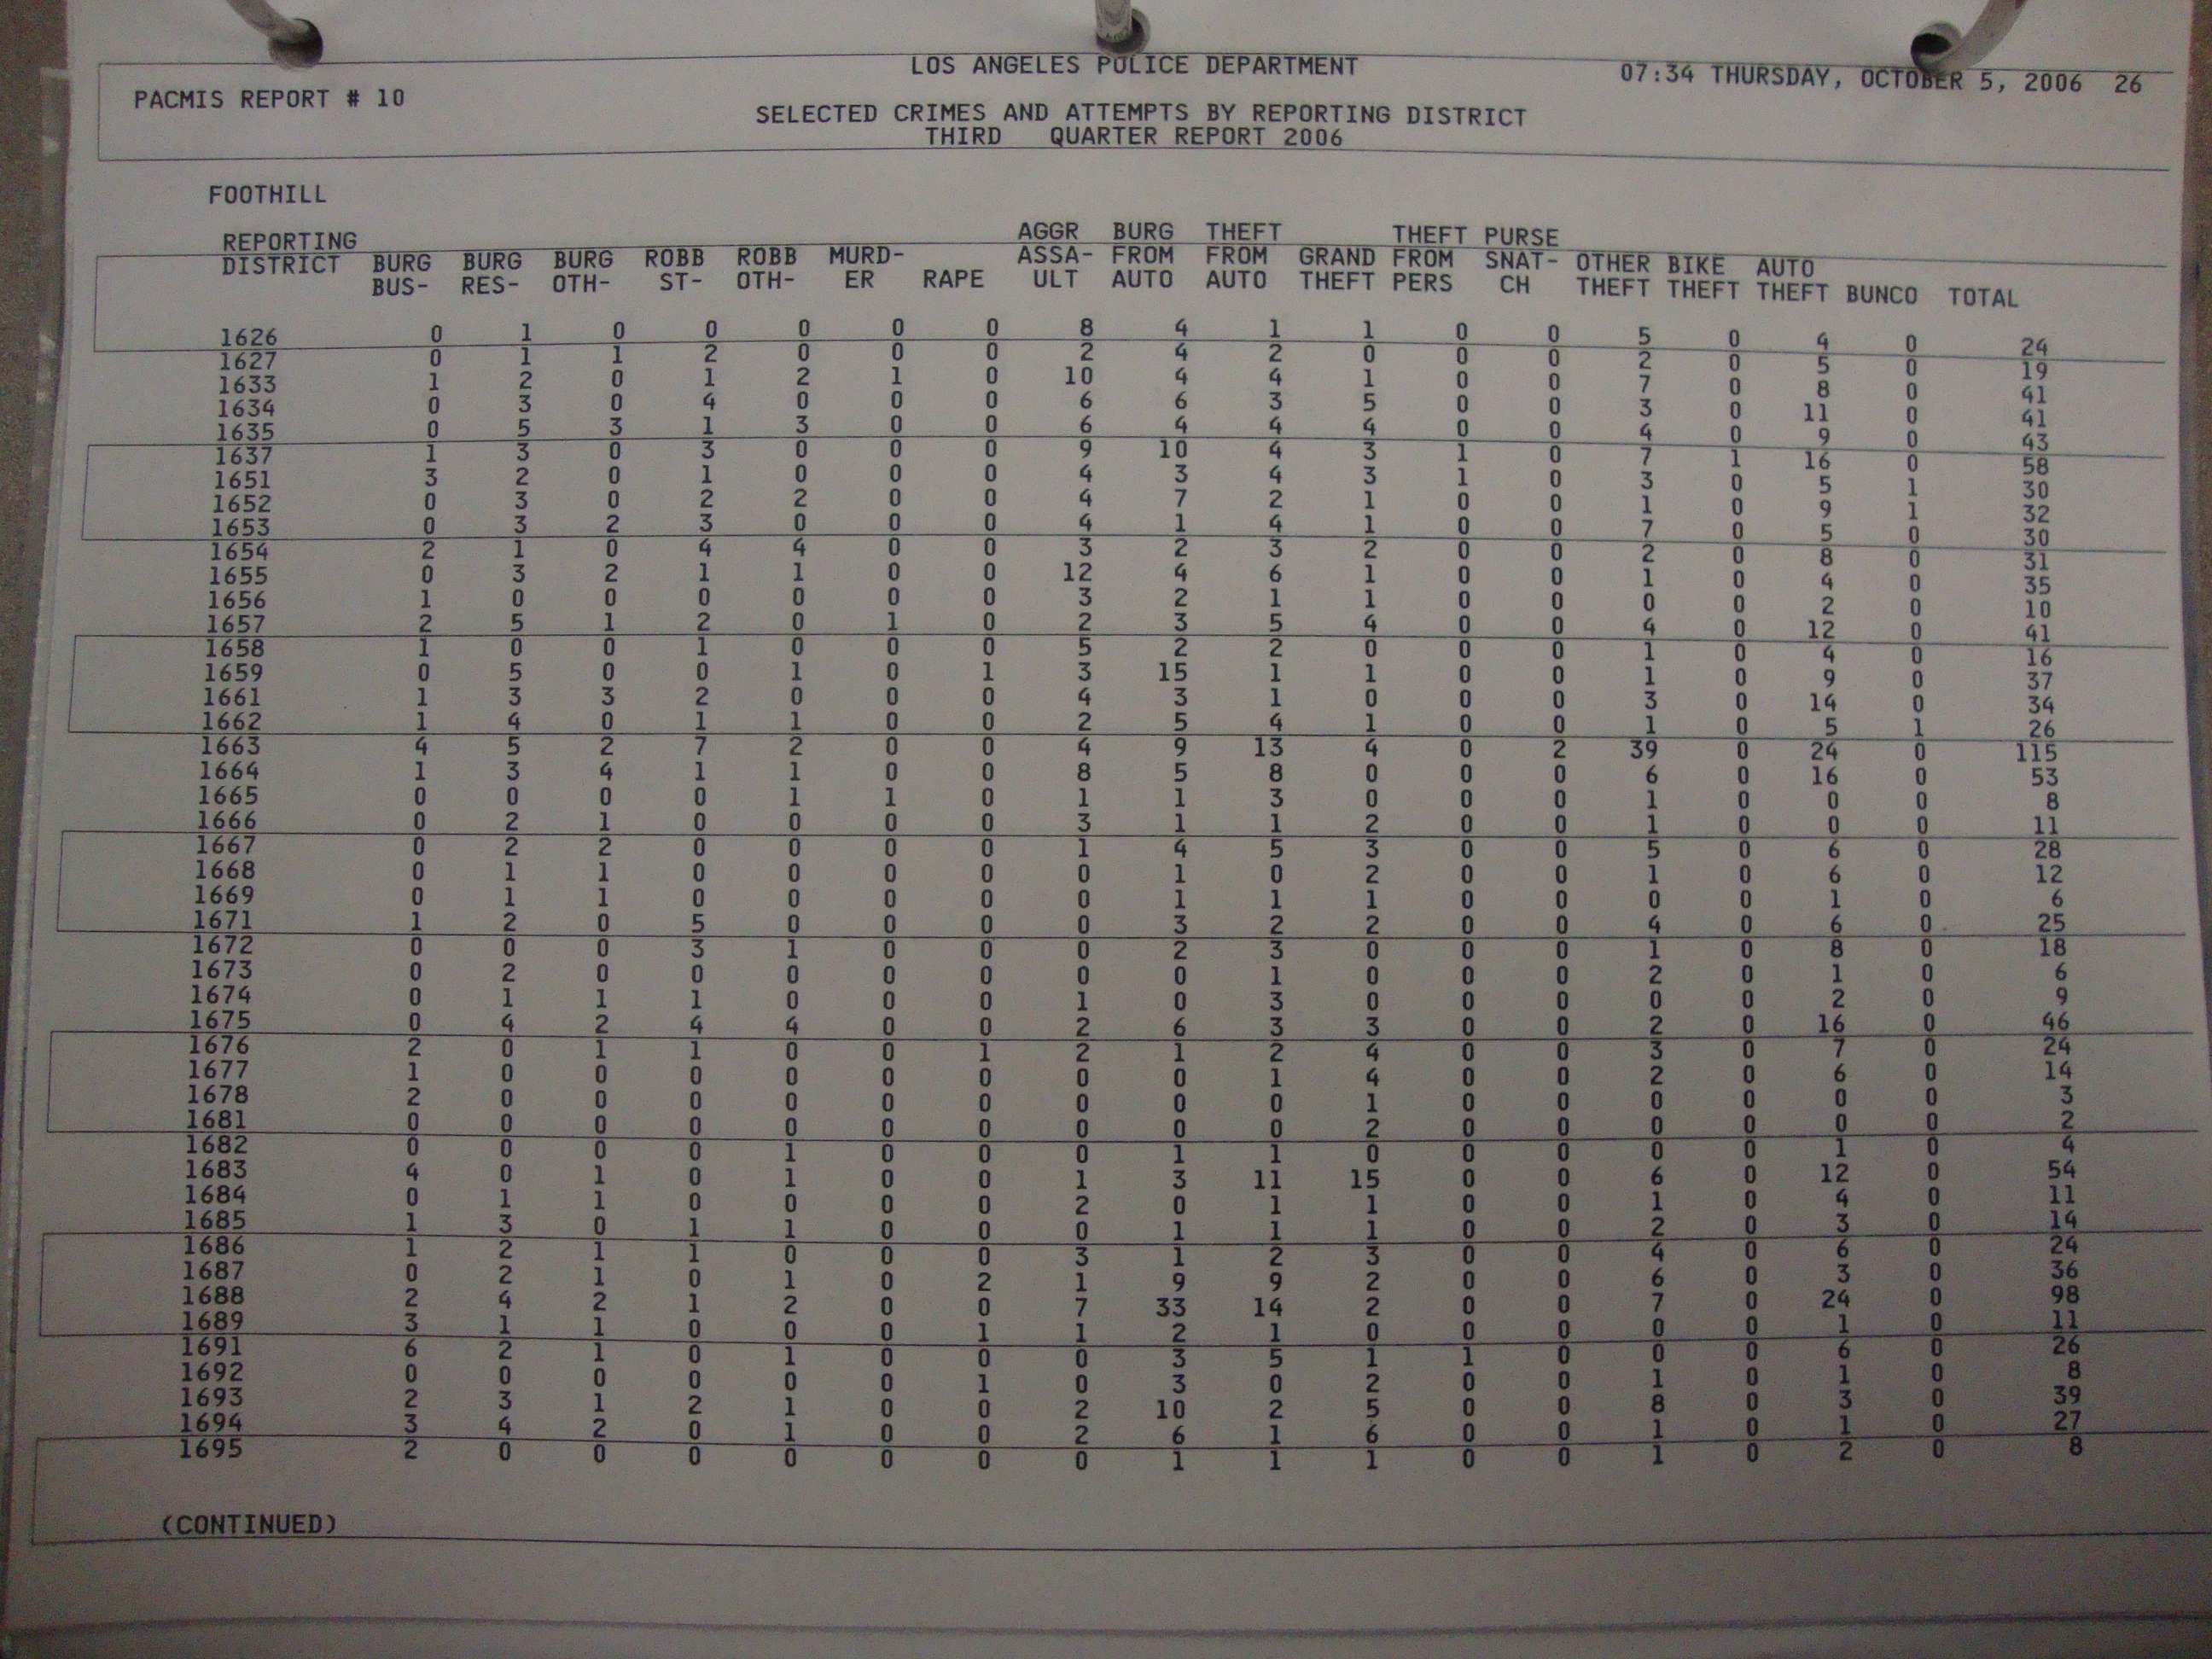 LOS ANGELES POLICE DEPARTMENT
07:34 THURSDAY, OCTOBER 5, 2006 26
PACMIS REPORT # 10
SELECTED CRIMES AND ATTEMPTS BY REPORTING DISTRICT
THIRD QUARTER REPORT 2006
FOOTHILL
AGGR BURG THEFT THEFT PURSE
REPORTING BURG BURG BURG ROBB ROBB MURD- ASSA- FROM FROM GRAND FROM SNAT- OTHER BIKE AUTO
DISTRICT BUS- RES- OTH- ST- OTH- ER RAPE ULT AUTO AUTO THEFT PERS CH THEFT THEFT THEFT BUNCO TOTAL
1626 0 1 0 0 0 0 0 8 4 1 1 0 0 5 0 4 0 24
1627 0 1 1 2 0 0 0 2 4 2 0 0 0 2 0 5 0 19
1633 1 2 0 1 2 1 0 10 4 4 1 0 0 7 0 8 0 41
1634 0 3 0 4 0 0 0 6 6 3 5 0 0 3 0 11 0 41
1635 0 5 3 1 3 0 0 6 4 4 4 0 0 4 0 9 0 43
1637 1 3 0 3 0 0 0 9 10 4 3 1 0 7 1 16 0 58
1651 3 2 0 1 0 0 0 4 3 4 3 1 0 3 0 5 1 30
1652 0 3 0 2 2 0 0 4 7 2 1 0 0 1 0 9 1 32
1653 0 3 2 3 0 0 0 4 1 4 1 0 0 7 0 5 0 30
1654 2 1 0 4 4 0 0 3 2 3 2 0 0 2 0 8 0 31
1655 0 3 2 1 1 0 0 12 4 6 1 0 0 1 0 4 0 35
1656 1 0 0 0 0 0 0 3 2 1 1 0 0 0 0 2 0 10
1657 2 5 1 2 0 1 0 2 3 5 4 0 0 4 0 12 0 41
1658 1 0 0 1 0 0 0 5 2 2 0 0 0 1 0 4 0 16
1659 0 5 0 0 1 0 1 3 15 1 1 0 0 1 0 9 0 37
1661 1 3 3 2 0 0 0 4 3 1 0 0 0 3 0 14 0 34
1662 1 4 0 1 1 0 0 2 5 4 1 0 0 1 0 5 1 26
1663 4 5 2 7 2 0 0 4 9 13 4 0 2 39 0 24 0 115
1664 1 3 4 1 1 0 0 8 5 8 0 0 0 6 0 16 0 53
1665 0 0 0 0 1 1 0 1 1 3 0 0 0 1 0 0 0 8
1666 0 2 1 0 0 0 0 3 1 1 2 0 0 1 0 0 0 11
1667 0 2 2 0 0 0 0 1 4 5 3 0 0 5 0 6 0 28
1668 0 1 1 0 0 0 0 0 1 0 2 0 0 1 0 6 0 12
1669 0 1 1 0 0 0 0 0 1 1 1 0 0 0 0 1 0 6
1671 1 2 0 5 0 0 0 0 3 2 2 0 0 4 0 6 0 25
1672 0 0 0 3 1 0 0 0 2 3 0 0 0 1 0 8 0 18
1673 0 2 0 0 0 0 0 0 0 1 0 0 0 2 0 1 0 6
1674 0 1 1 1 0 0 0 1 0 3 0 0 0 0 0 2 0 9
1675 0 4 2 4 4 0 0 2 6 3 3 0 0 2 0 16 0 46
1676 2 0 1 1 0 0 1 2 1 2 4 0 0 3 0 7 0 24
1677 1 0 0 0 0 0 0 0 0 1 4 0 0 2 0 6 0 14
1678 2 0 0 0 0 0 0 0 0 0 1 0 0 0 0 0 0 3
1681 0 0 0 0 0 0 0 0 0 0 2 0 0 0 0 0 0 2
1682 0 0 0 0 1 0 0 0 1 1 0 0 0 0 0 1 0 4
1683 4 0 1 0 1 0 0 1 3 11 15 0 0 6 0 12 0 54
1684 0 1 1 0 0 0 0 2 0 1 1 0 0 1 0 4 0 11
1685 1 3 0 1 1 0 0 0 1 1 1 0 0 2 0 3 0 14
1686 1 2 1 1 0 0 0 3 1 2 3 0 0 4 0 6 0 24
1687 0 2 1 0 1 0 2 1 9 9 2 0 0 6 0 3 0 36
1688 2 4 2 1 2 0 0 7 33 14 2 0 0 7 0 24 0 98
1689 3 1 1 0 0 0 1 1 2 1 0 0 0 0 0 1 0 11
1691 6 2 1 0 1 0 0 0 3 5 1 1 0 0 0 6 0 26
1692 0 0 0 0 0 0 1 0 3 0 2 0 0 1 0 1 0 8
1693 2 3 1 2 1 0 0 2 10 2 5 0 0 8 0 3 0 39
1694 3 4 2 0 1 0 0 2 6 1 6 0 0 1 0 1 0 27
1695 2 0 0 0 0 0 0 0 1 1 1 0 0 1 0 2 0 8
(CONTINUED)